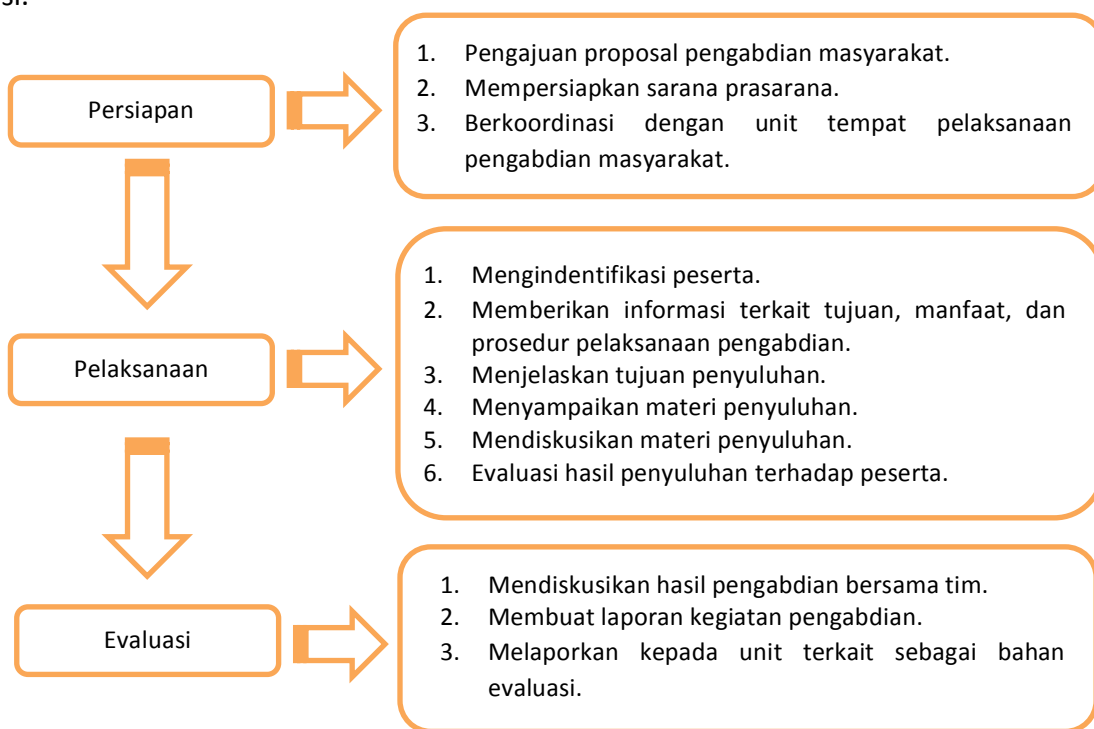 Persiapan
1. Pengajuan proposal pengabdian masyarakat.
2. Mempersiapkan sarana prasarana.
3. Berkoordinasi dengan unit tempat pelaksanaan
pengabdian masyarakat.
Pelaksanaan
1. Mengindentifikasi peserta.
2. Memberikan informasi terkait tujuan, manfaat, dan
prosedur pelaksanaan pengabdian.
3. Menjelaskan tujuan penyuluhan.
4. Menyampaikan materi penyuluhan.
5. Mendiskusikan materi penyuluhan.
6. Evaluasi hasil penyuluhan terhadap peserta.
Evaluasi
1. Mendiskusikan hasil pengabdian bersama tim.
2. Membuat laporan kegiatan pengabdian.
3. Melaporkan kepada unit terkait sebagai bahan
evaluasi.